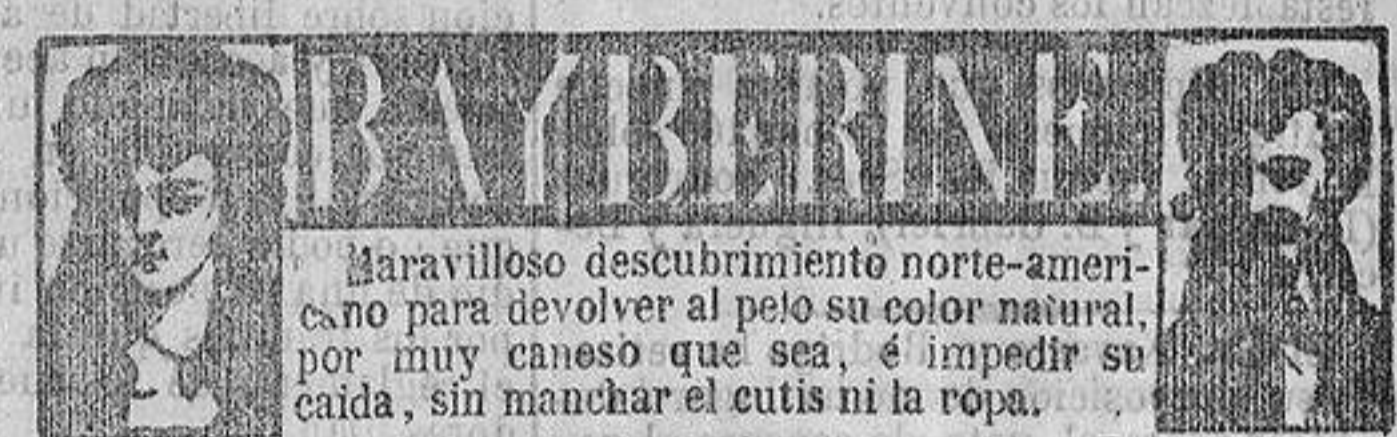 BAYBERINE.
Maravilloso descubrimiento norte-ameri-
cano para devolver al pelo su color natural,
por muy canoso que sea, é impedir su
caida, sin manchar el cutis ni la ropa.